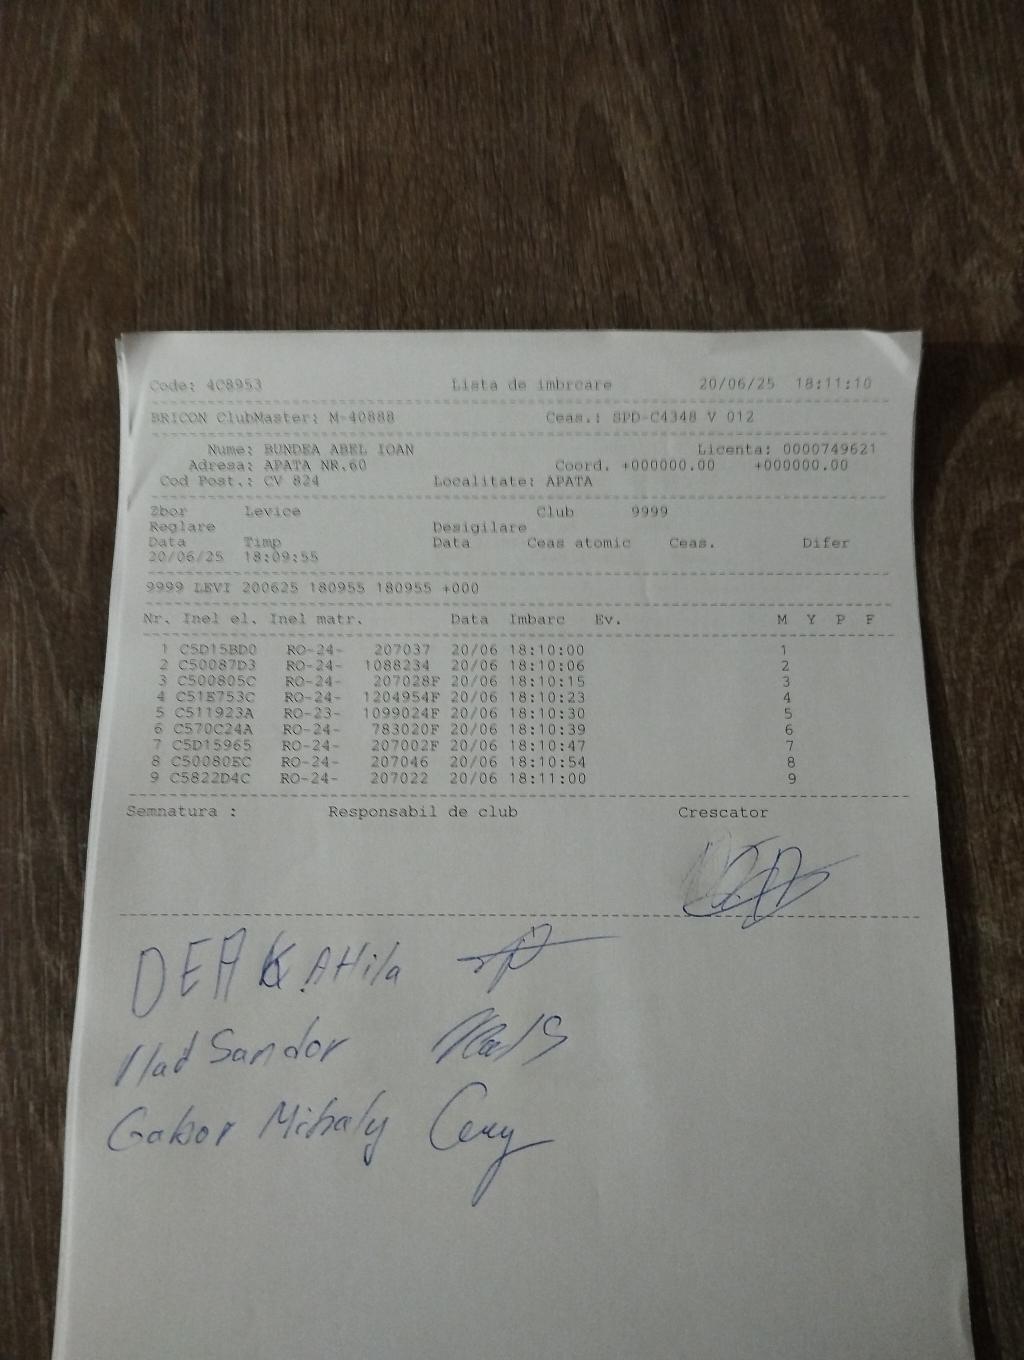 Code: 4C8953 Lista de imbrcare 20/06/25 18:11:10
BRICON ClubMaster: M-40888 Ceas.: SPD-C4348 V 012
Nume: BUNDEA ABEL IOAN Licenta: 0000749621
Adresa: APATA NR.60 Coord. +000000.00 +000000.00
Cod Post.: CV 824 Localitate: APATA
Zbor Levice Club 9999
Reglare Desigilare
Data Timp Data Ceas atomic Ceas. Difer
20/06/25 18:09:55
9999 LEVI 200625 180955 180955 +000
Nr. Inel el. Inel matr. Data Imbarc Ev. M Y P F
1 C5D15BD0 RO-24- 207037 20/06 18:10:00 1
2 C50087D3 RO-24- 1088234 20/06 18:10:06 2
3 C500805C RO-24- 207028F 20/06 18:10:15 3
4 C51E753C RO-24- 1204954F 20/06 18:10:23 4
5 C511923A RO-23- 1099024F 20/06 18:10:30 5
6 C570C24A RO-24- 783020F 20/06 18:10:39 6
7 C5D15965 RO-24- 207002F 20/06 18:10:47 7
8 C50080EC RO-24- 207046 20/06 18:10:54 8
9 C5822D4C RO-24- 207022 20/06 18:11:00 9
Semnatura : Responsabil de club Crescator
DEAK Attila
Vlad Sandor
Gabor Mihaly